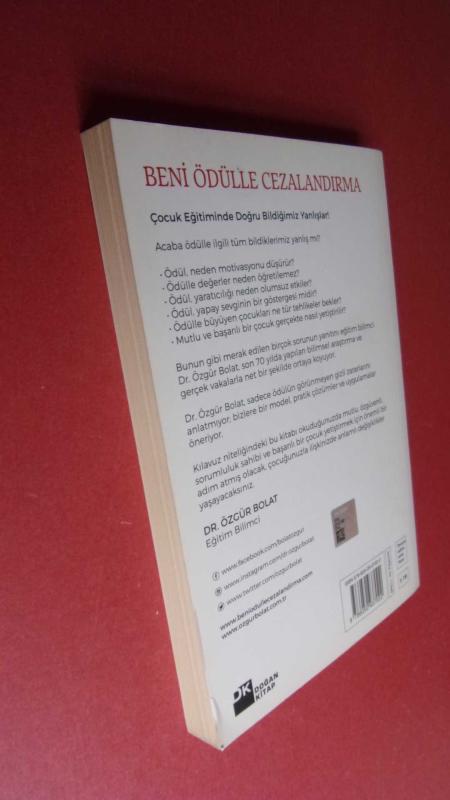 BENİ ÖDÜLLE CEZALANDIRMA
Çocuk Eğitiminde Doğru Bildiğimiz Yanlışlar!
Acaba ödülle ilgili tüm bildiklerimiz yanlış mı?
• Ödül, neden motivasyonu düşürür?
• Ödülle değerler neden öğretilemez?
• Ödül, yaratıcılığı neden olumsuz etkiler?
• Ödül, yapay sevginin bir göstergesi midir?
• Ödülle büyüyen çocukları ne tür tehlikeler bekler?
• Mutlu ve başarılı bir çocuk gerçekte nasıl yetiştirilir?
Bunun gibi merak edilen birçok sorunun yanıtını eğitim bilimci
Dr. Özgür Bolat, son 70 yılda yapılan bilimsel araştırma ve
gerçek vakalarla net bir şekilde ortaya koyuyor.
Dr. Özgür Bolat, sadece ödülün görünmeyen gizli zararlarını
anlatmıyor, bizlere bir model, pratik çözümler ve uygulamalar
öneriyor.
Kılavuz niteliğindeki bu kitabı okuduğunuzda mutlu, özgüvenli,
sorumluluk sahibi ve başarılı bir çocuk yetiştirmek için önemli bir
adım atmış olacak, çocuğunuzla ilişkinizde anlamlı değişiklikler
yaşayacaksınız.
DR. ÖZGÜR BOLAT
Eğitim Bilimci
www.facebook.com/bolatozgur
www.instagram.com/dr.ozgurbolat
www.twitter.com/ozgurbolat
www.beniodullecezalandirma.com
www.ozgurbolat.com.tr
DK DOĞAN
KİTAP